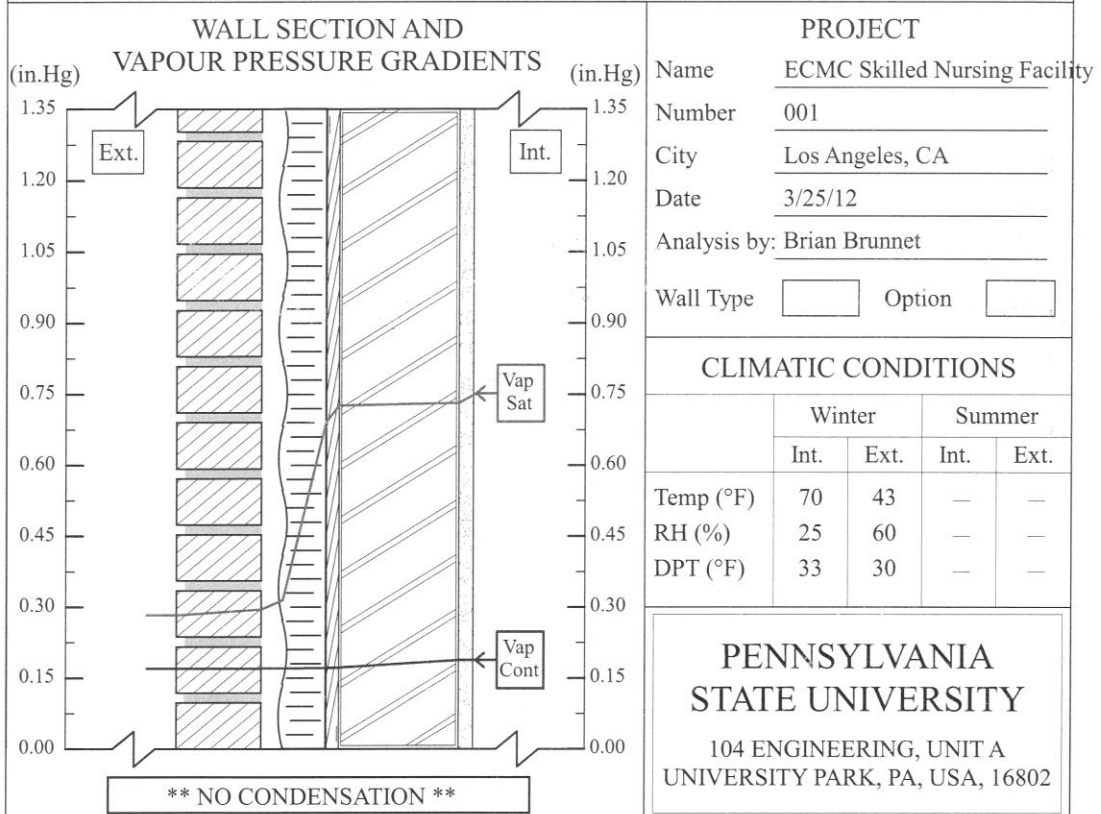 WALL SECTION AND
VAPOUR PRESSURE GRADIENTS
(in.Hg)
(in.Hg)
1.35
1.20
1.05
0.90
0.75
0.60
0.45
0.30
0.15
0.00
Ext.
Int.
Vap
Sat
Vap
Cont
1.35
1.20
1.05
0.90
0.75
0.60
0.45
0.30
0.15
0.00
** NO CONDENSATION **
PROJECT
Name ECMC Skilled Nursing Facility
Number 001
City Los Angeles, CA
Date 3/25/12
Analysis by: Brian Brunnet
Wall Type Option
CLIMATIC CONDITIONS
Winter Summer
Int. Ext. Int. Ext.
Temp (°F) 70 43 — —
RH (%) 25 60 — —
DPT (°F) 33 30 — —
PENNSYLVANIA
STATE UNIVERSITY
104 ENGINEERING, UNIT A
UNIVERSITY PARK, PA, USA, 16802